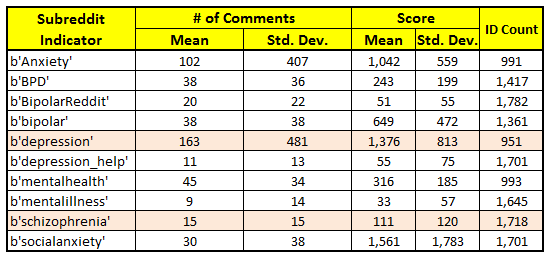 Subreddit Indicator # of Comments Score ID Count
Mean Std. Dev. Mean Std. Dev.
b'Anxiety' 102 407 1,042 559 991
b'BPD' 38 36 243 199 1,417
b'BipolarReddit' 20 22 51 55 1,782
b'bipolar' 38 38 649 472 1,361
b'depression' 163 481 1,376 813 951
b'depression_help' 11 13 55 75 1,701
b'mentalhealth' 45 34 316 185 993
b'mentalillness' 9 14 33 57 1,645
b'schizophrenia' 15 15 111 120 1,718
b'socialanxiety' 30 38 1,561 1,783 1,701